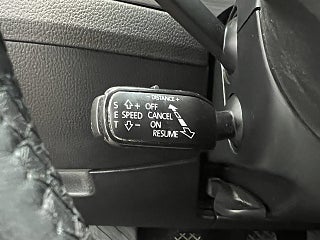 - DISTANCE +
S ⇧ + OFF
E SPEED CANCEL
T ⇩ - ON
RESUME